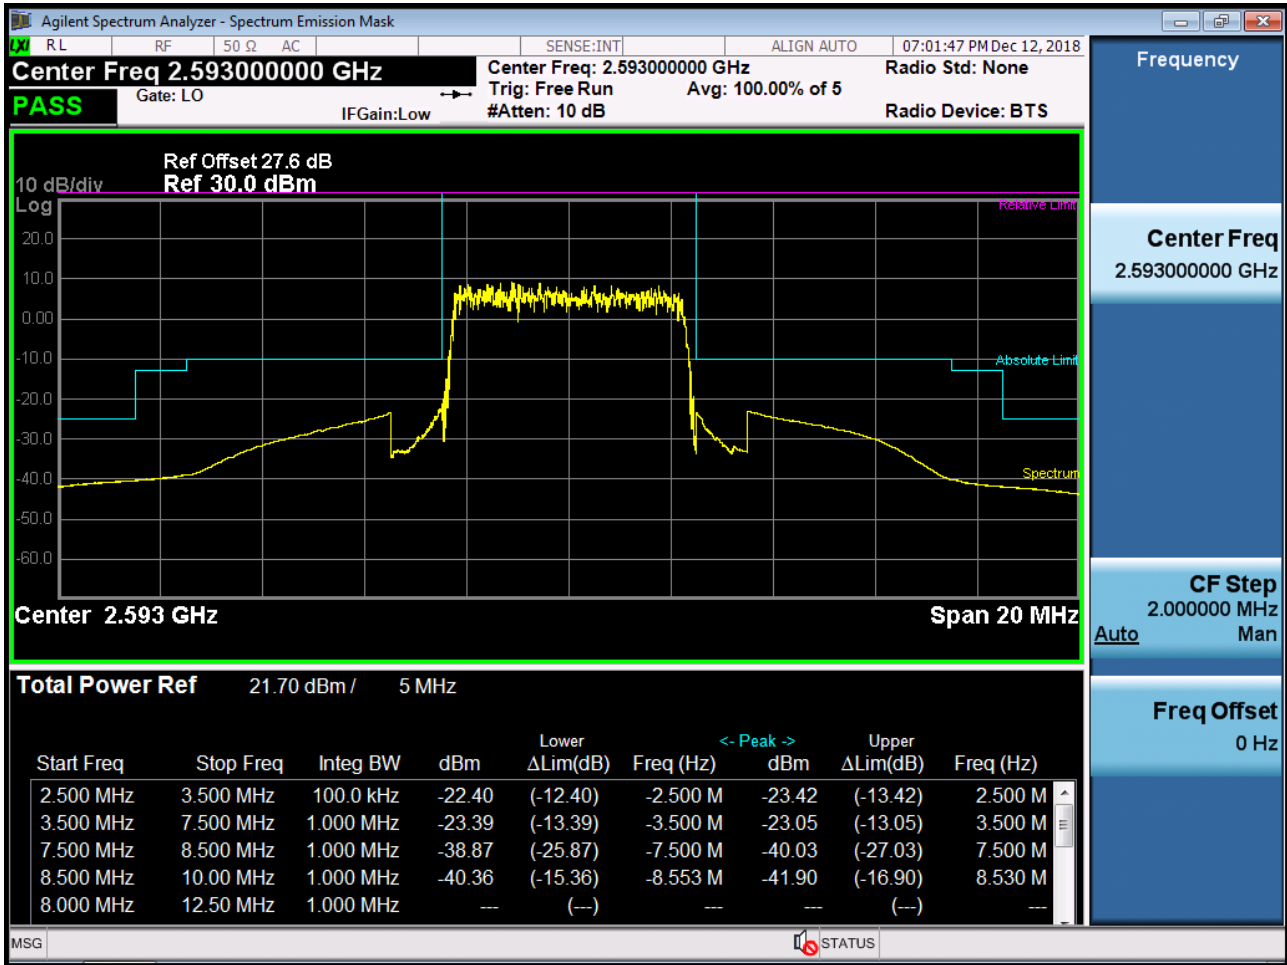 Agilent Spectrum Analyzer - Spectrum Emission Mask
LXI RL RF 50 Ω AC SENSE:INT ALIGN AUTO 07:01:47 PM Dec 12, 2018
Center Freq 2.593000000 GHz
Center Freq: 2.593000000 GHz
Radio Std: None
PASS
Gate: LO
Trig: Free Run
Avg: 100.00% of 5
IFGain:Low
#Atten: 10 dB
Radio Device: BTS
Ref Offset 27.6 dB
10 dB/div
Ref 30.0 dBm
Log
Relative Limit
20.0
10.0
0.00
-10.0
Absolute Limit
-20.0
-30.0
-40.0
Spectrum
-50.0
-60.0
Center 2.593 GHz
Span 20 MHz
Total Power Ref 21.70 dBm / 5 MHz
Lower <- Peak -> Upper
Start Freq Stop Freq Integ BW dBm ΔLim(dB) Freq (Hz) dBm ΔLim(dB) Freq (Hz)
2.500 MHz 3.500 MHz 100.0 kHz -22.40 (-12.40) -2.500 M -23.42 (-13.42) 2.500 M
3.500 MHz 7.500 MHz 1.000 MHz -23.39 (-13.39) -3.500 M -23.05 (-13.05) 3.500 M
7.500 MHz 8.500 MHz 1.000 MHz -38.87 (-25.87) -7.500 M -40.03 (-27.03) 7.500 M
8.500 MHz 10.00 MHz 1.000 MHz -40.36 (-15.36) -8.553 M -41.90 (-16.90) 8.530 M
8.000 MHz 12.50 MHz 1.000 MHz --- (---) --- --- (---) ---
MSG
STATUS
Frequency
Center Freq
2.593000000 GHz
CF Step
2.000000 MHz
Auto Man
Freq Offset
0 Hz